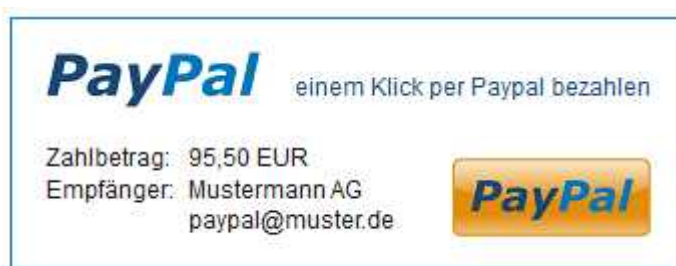 PayPal einem Klick per Paypal bezahlen
Zahlbetrag: 95,50 EUR
Empfänger: Mustermann AG
paypal@muster.de
PayPal